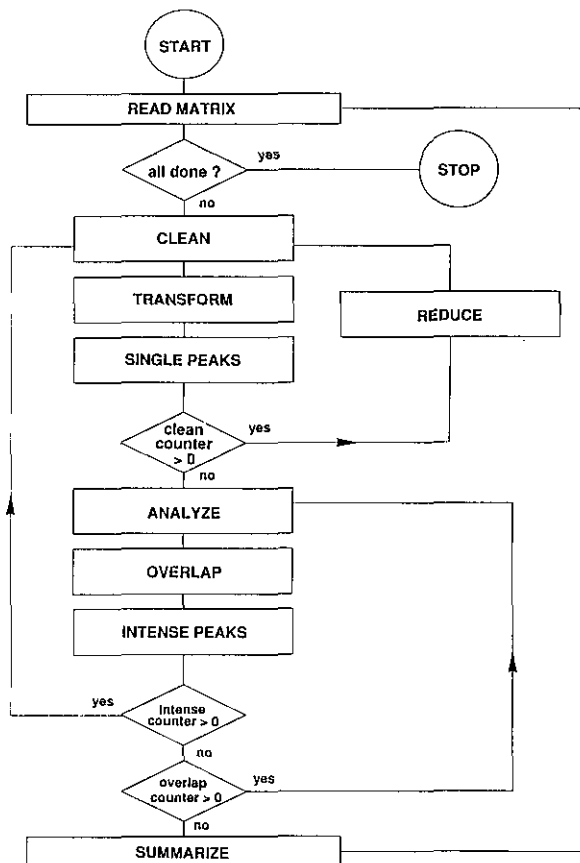 START
READ MATRIX
all done ?
yes
STOP
no
CLEAN
TRANSFORM
REDUCE
SINGLE PEAKS
clean
counter
> 0
yes
no
ANALYZE
OVERLAP
INTENSE PEAKS
yes
Intense
counter > 0
no
overlap
counter > 0
yes
no
SUMMARIZE